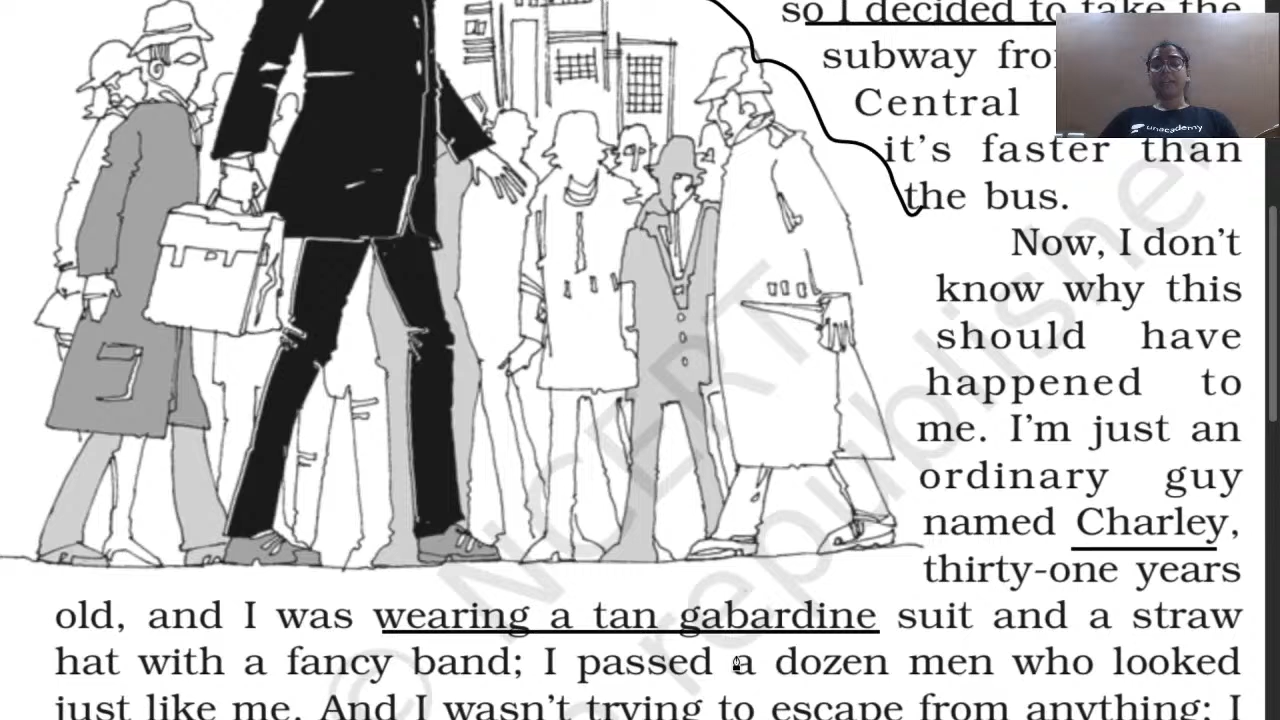 so I decided to take the
subway
Central
it's faster than
the bus.
Now, I don't
know why this
should have
happened to
me. I'm just an
ordinary guy
named Charley,
thirty-one years
old, and I was wearing a tan gabardine suit and a straw
hat with a fancy band; I passed a dozen men who looked
just like me. And I wasn't trying to escape from anything; I
unacademy
© NCERT
republishe